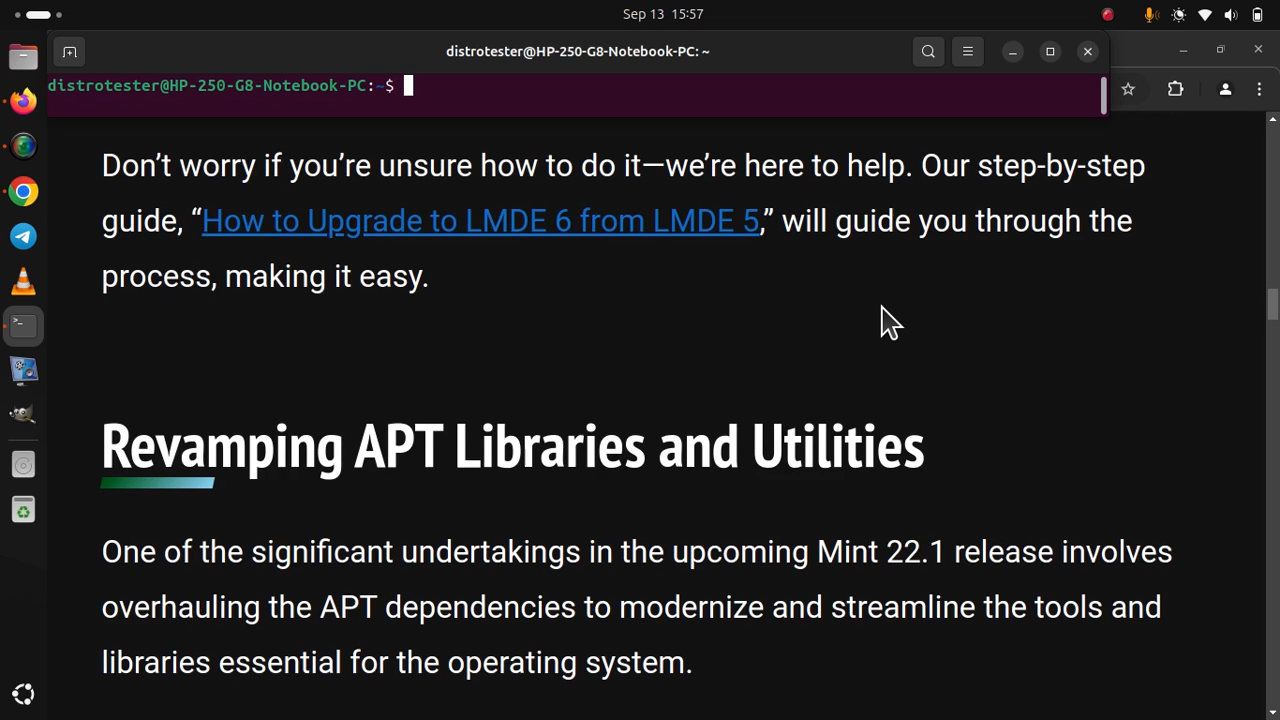 Sep 13 15:57
distrotester@HP-250-G8-Notebook-PC: ~
distrotester@HP-250-G8-Notebook-PC:~$
Don’t worry if you’re unsure how to do it—we’re here to help. Our step-by-step
guide, “How to Upgrade to LMDE 6 from LMDE 5,” will guide you through the
process, making it easy.
Revamping APT Libraries and Utilities
One of the significant undertakings in the upcoming Mint 22.1 release involves
overhauling the APT dependencies to modernize and streamline the tools and
libraries essential for the operating system.